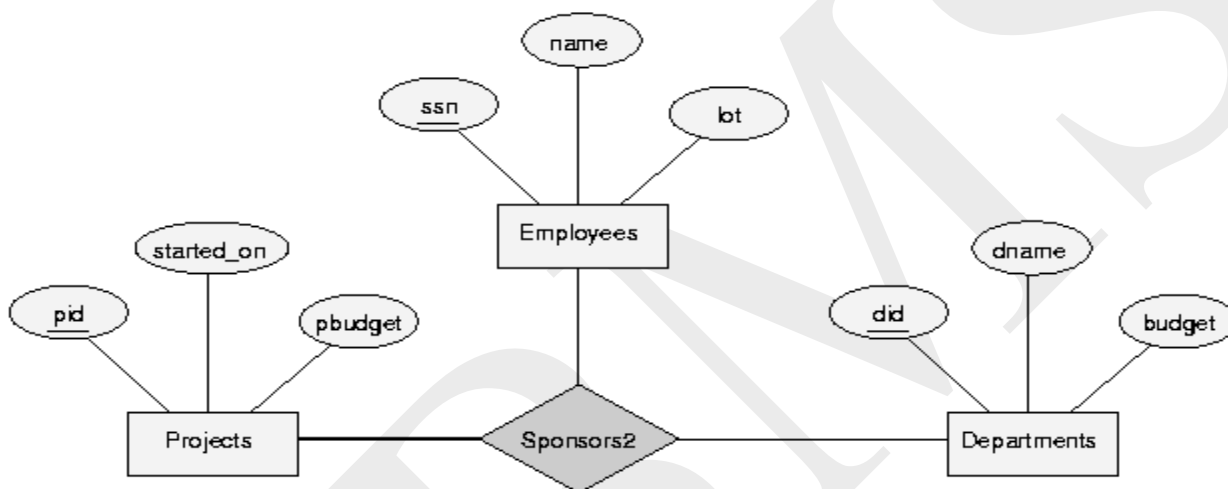 name
ssn
lot
Employees
started_on
dname
pid
pbudget
did
budget
Projects
Sponsors2
Departments